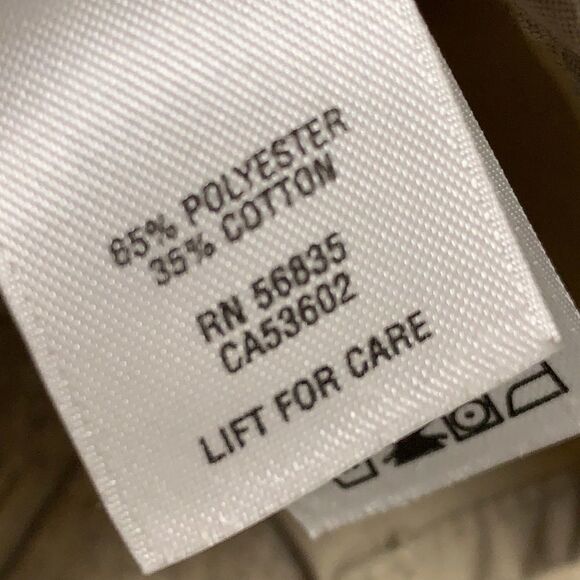 65% POLYESTER
35% COTTON
RN 56835
CA53602
LIFT FOR CARE